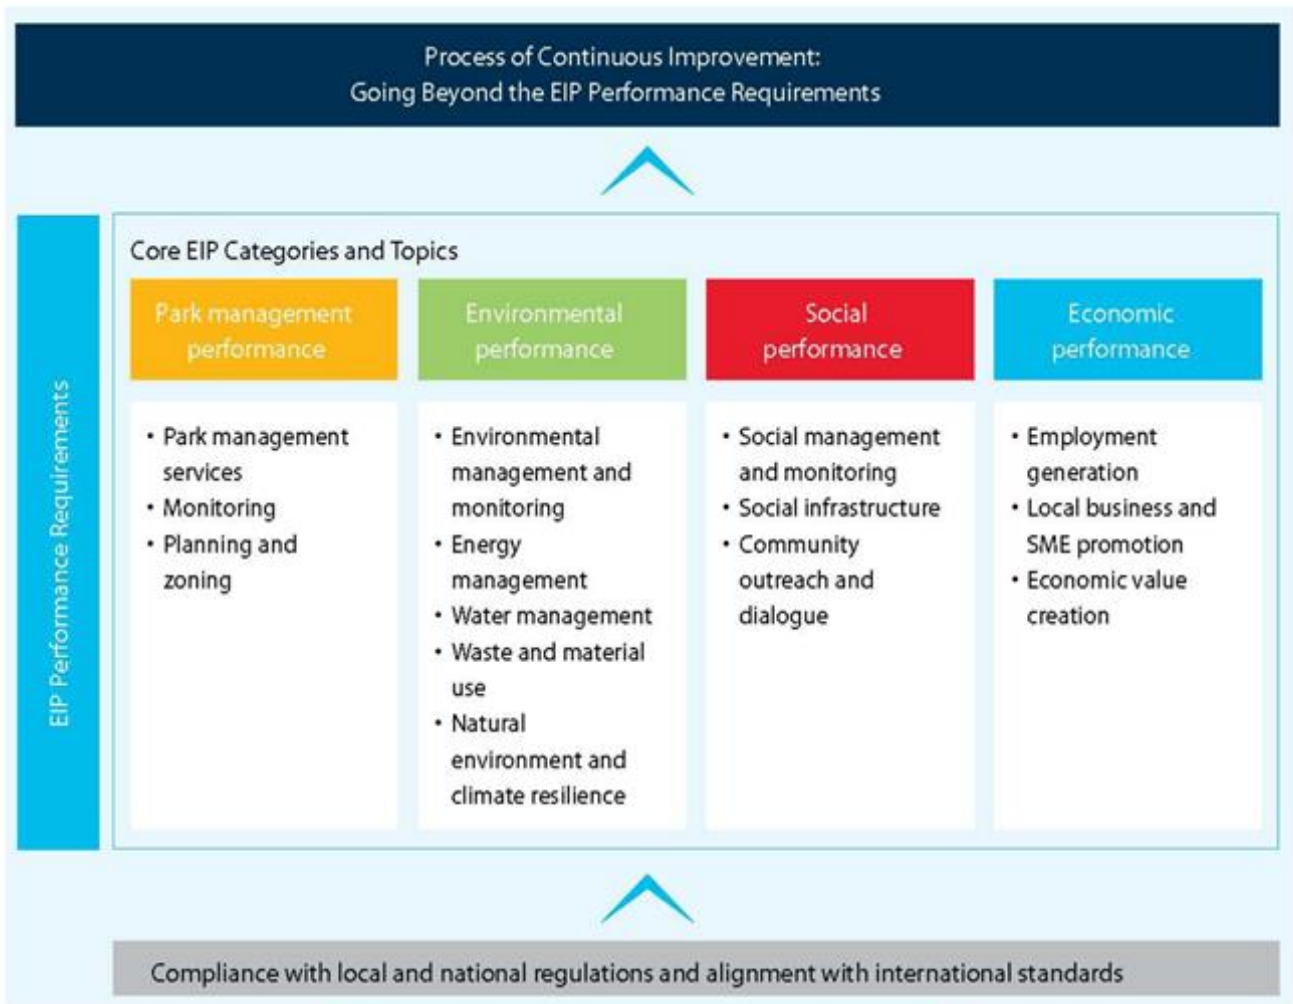 Process of Continuous Improvement:
Going Beyond the EIP Performance Requirements
EIP Performance Requirements
Core EIP Categories and Topics
Park management
performance
• Park management
services
• Monitoring
• Planning and
zoning
Environmental
performance
• Environmental
management and
monitoring
• Energy
management
• Water management
• Waste and material
use
• Natural
environment and
climate resilience
Social
performance
• Social management
and monitoring
• Social infrastructure
• Community
outreach and
dialogue
Economic
performance
• Employment
generation
• Local business and
SME promotion
• Economic value
creation
Compliance with local and national regulations and alignment with international standards